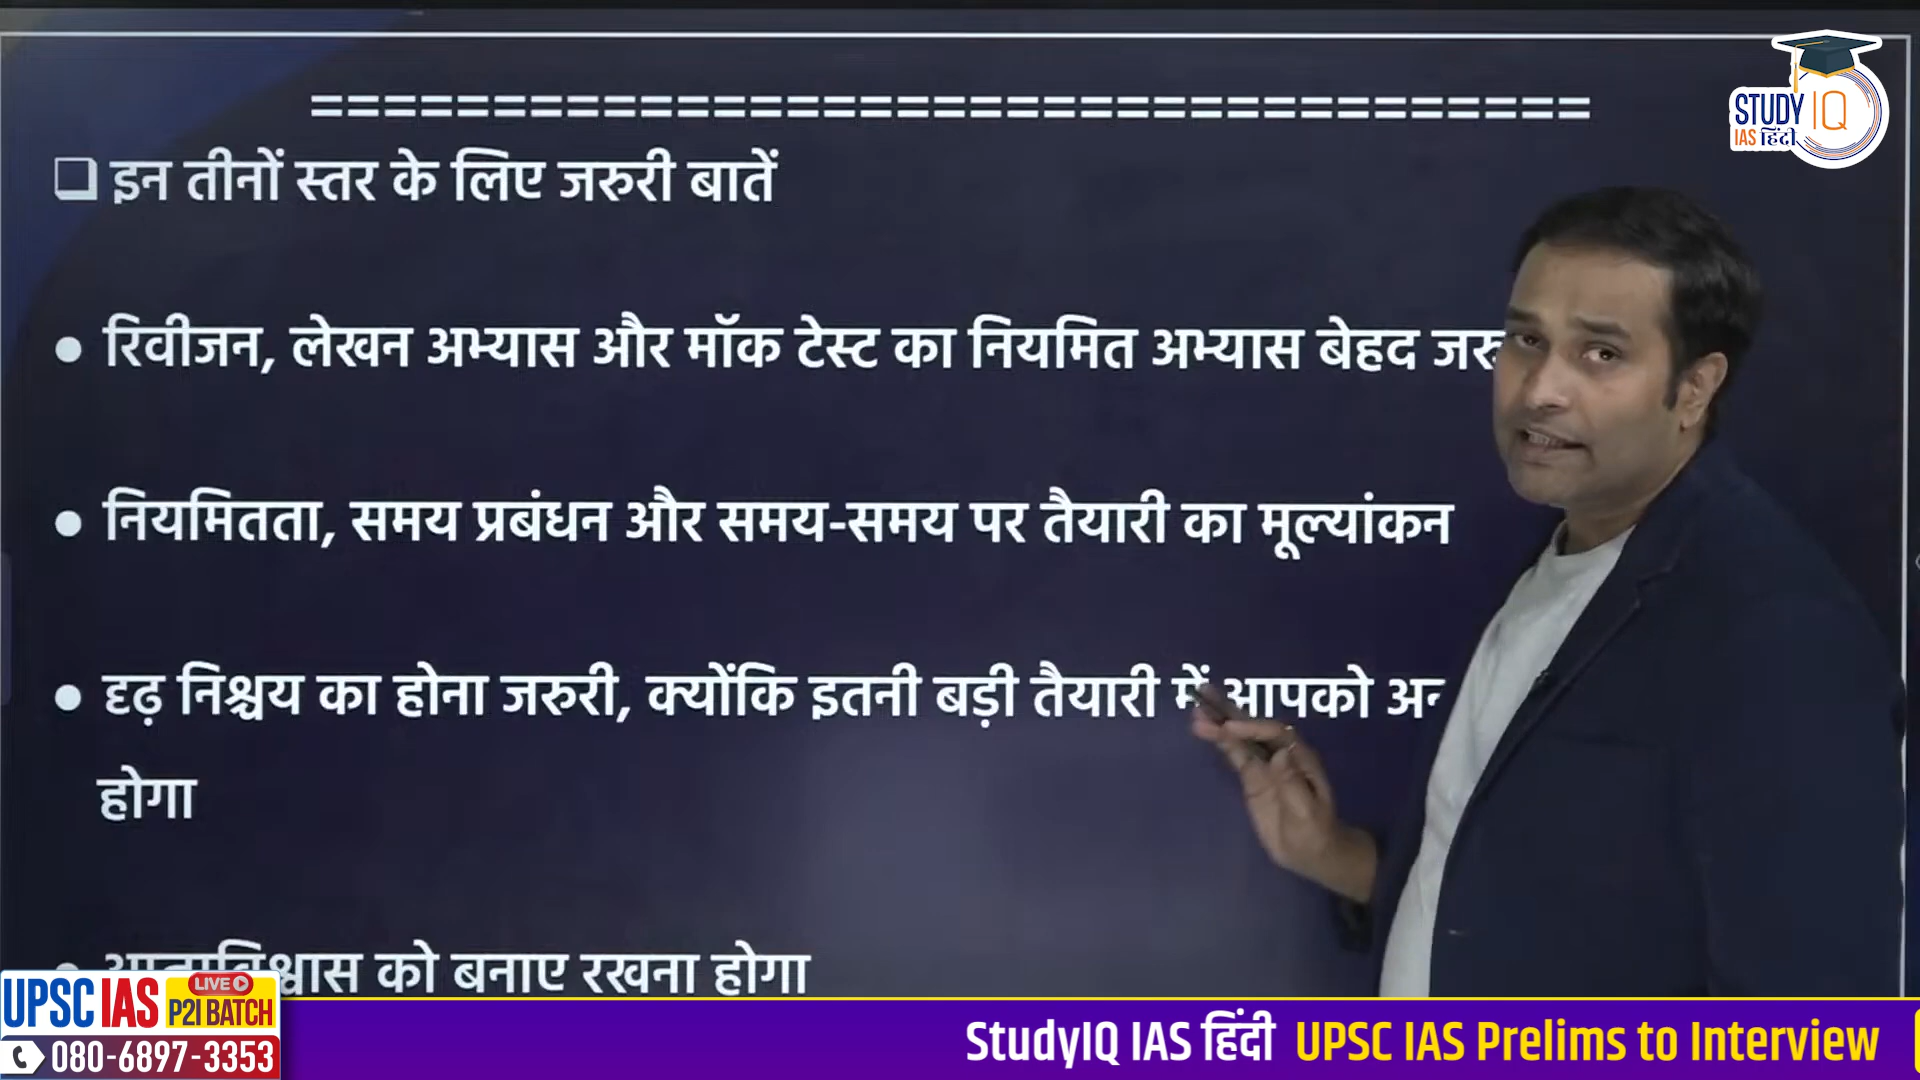 ===================================
STUDY IQ
IAS हिंदी
इन तीनों स्तर के लिए जरुरी बातें
• रिवीजन, लेखन अभ्यास और मॉक टेस्ट का नियमित अभ्यास बेहद
• नियमितता, समय प्रबंधन और समय-समय पर तैयारी का मूल्यांकन
• दृढ़ निश्चय का होना जरुरी, क्योंकि इतनी बड़ी तैयारी में आपको
होगा
को बनाए रखना होगा
UPSC IAS LIVE P2I BATCH
080-6897-3353
StudyIQ IAS हिंदी UPSC IAS Prelims to Interview